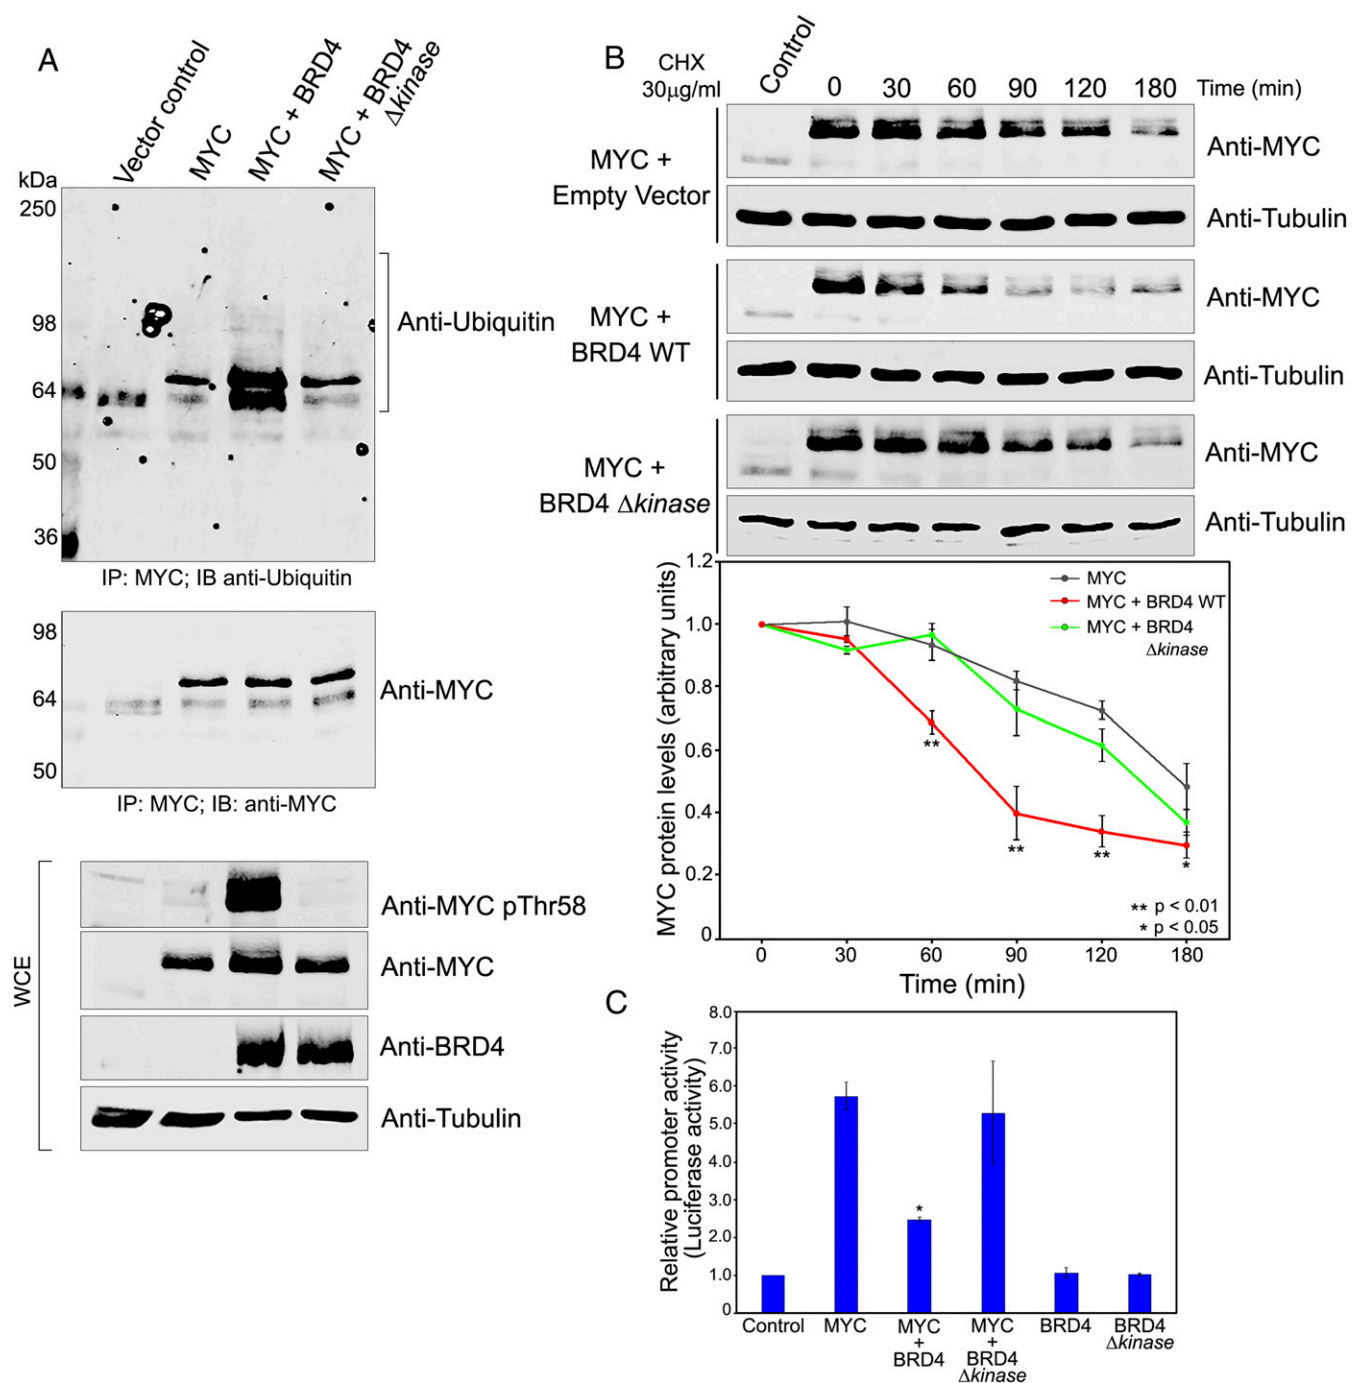 A
Vector control
MYC
MYC + BRD4
MYC + BRD4
Δkinase
kDa
250
98
64
50
36
Anti-Ubiquitin
IP: MYC; IB anti-Ubiquitin
98
64
50
Anti-MYC
IP: MYC; IB: anti-MYC
WCE
Anti-MYC pThr58
Anti-MYC
Anti-BRD4
Anti-Tubulin
B
CHX
30µg/ml
Control
0 30 60 90 120 180 Time (min)
MYC +
Empty Vector
Anti-MYC
Anti-Tubulin
MYC +
BRD4 WT
Anti-MYC
Anti-Tubulin
MYC +
BRD4 Δkinase
Anti-MYC
Anti-Tubulin
MYC protein levels (arbitrary units)
1.2
1.0
0.8
0.6
0.4
0.2
0
MYC
MYC + BRD4 WT
MYC + BRD4
Δkinase
**
**
**
*
** p < 0.01
* p < 0.05
0 30 60 90 120 180
Time (min)
C
Relative promoter activity
(Luciferase activity)
8.0
7.0
6.0
5.0
4.0
3.0
2.0
1.0
0
*
Control
MYC
MYC
+
BRD4
MYC
+
BRD4
Δkinase
BRD4
BRD4
Δkinase